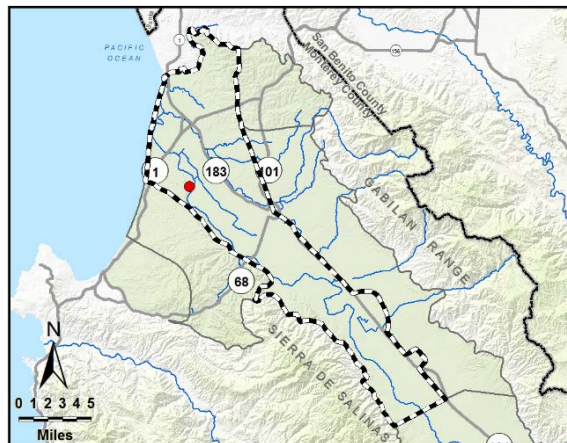 1
156
PACIFIC
OCEAN
San Benito County
Monterey County
1
183
101
GABILAN RANGE
68
SIERRA DE SALINAS
N
0 1 2 3 4 5
Miles